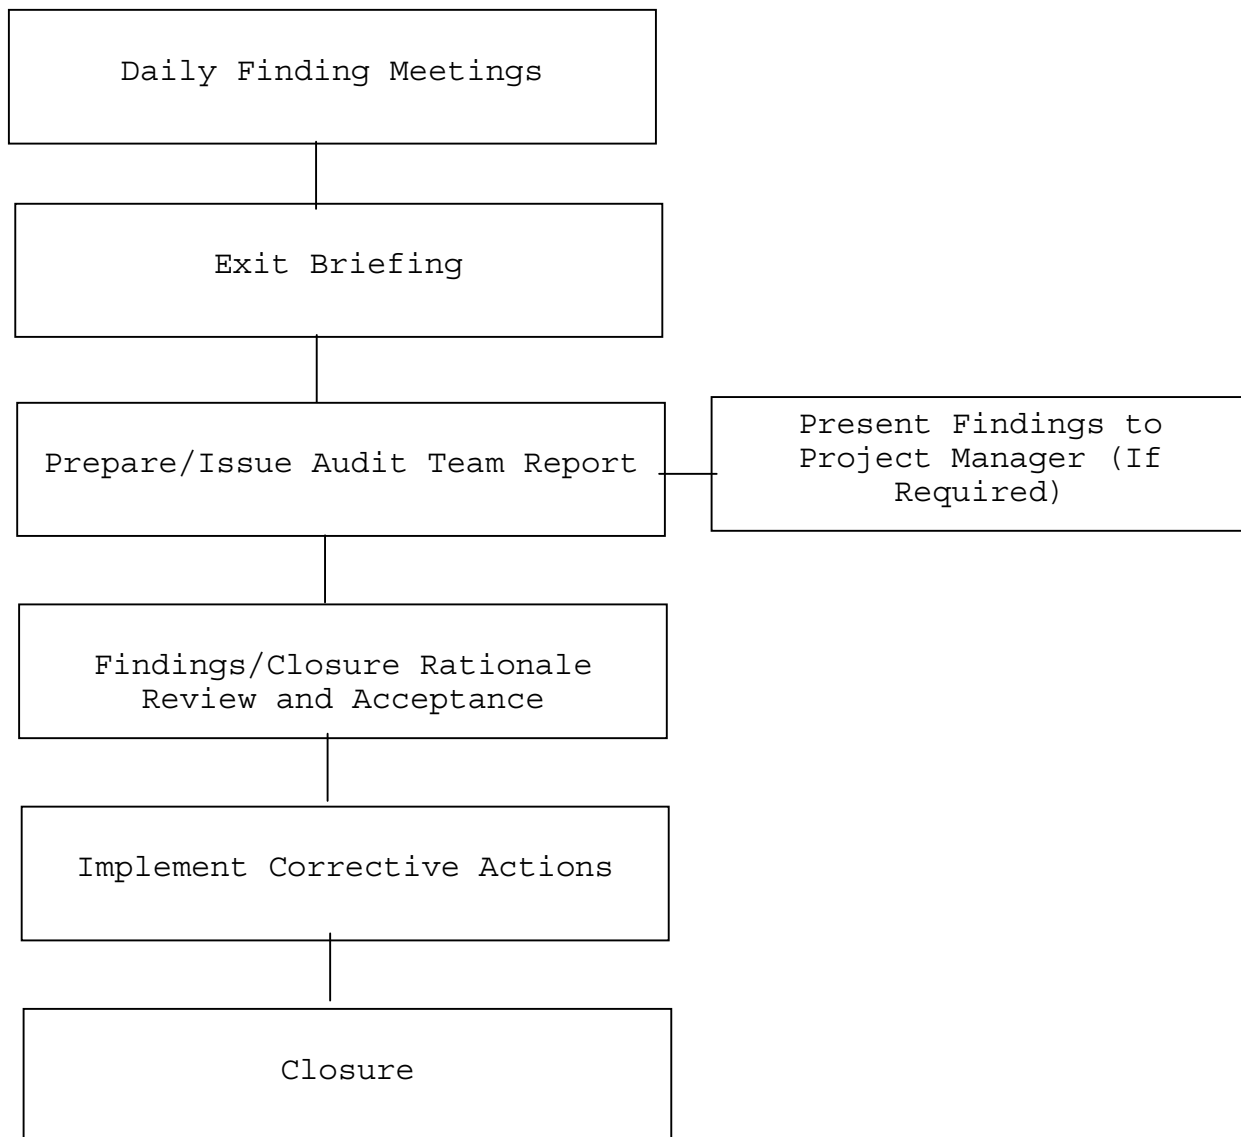 Daily Finding Meetings
Exit Briefing
Prepare/Issue Audit Team Report
Present Findings to
Project Manager (If
Required)
Findings/Closure Rationale
Review and Acceptance
Implement Corrective Actions
Closure